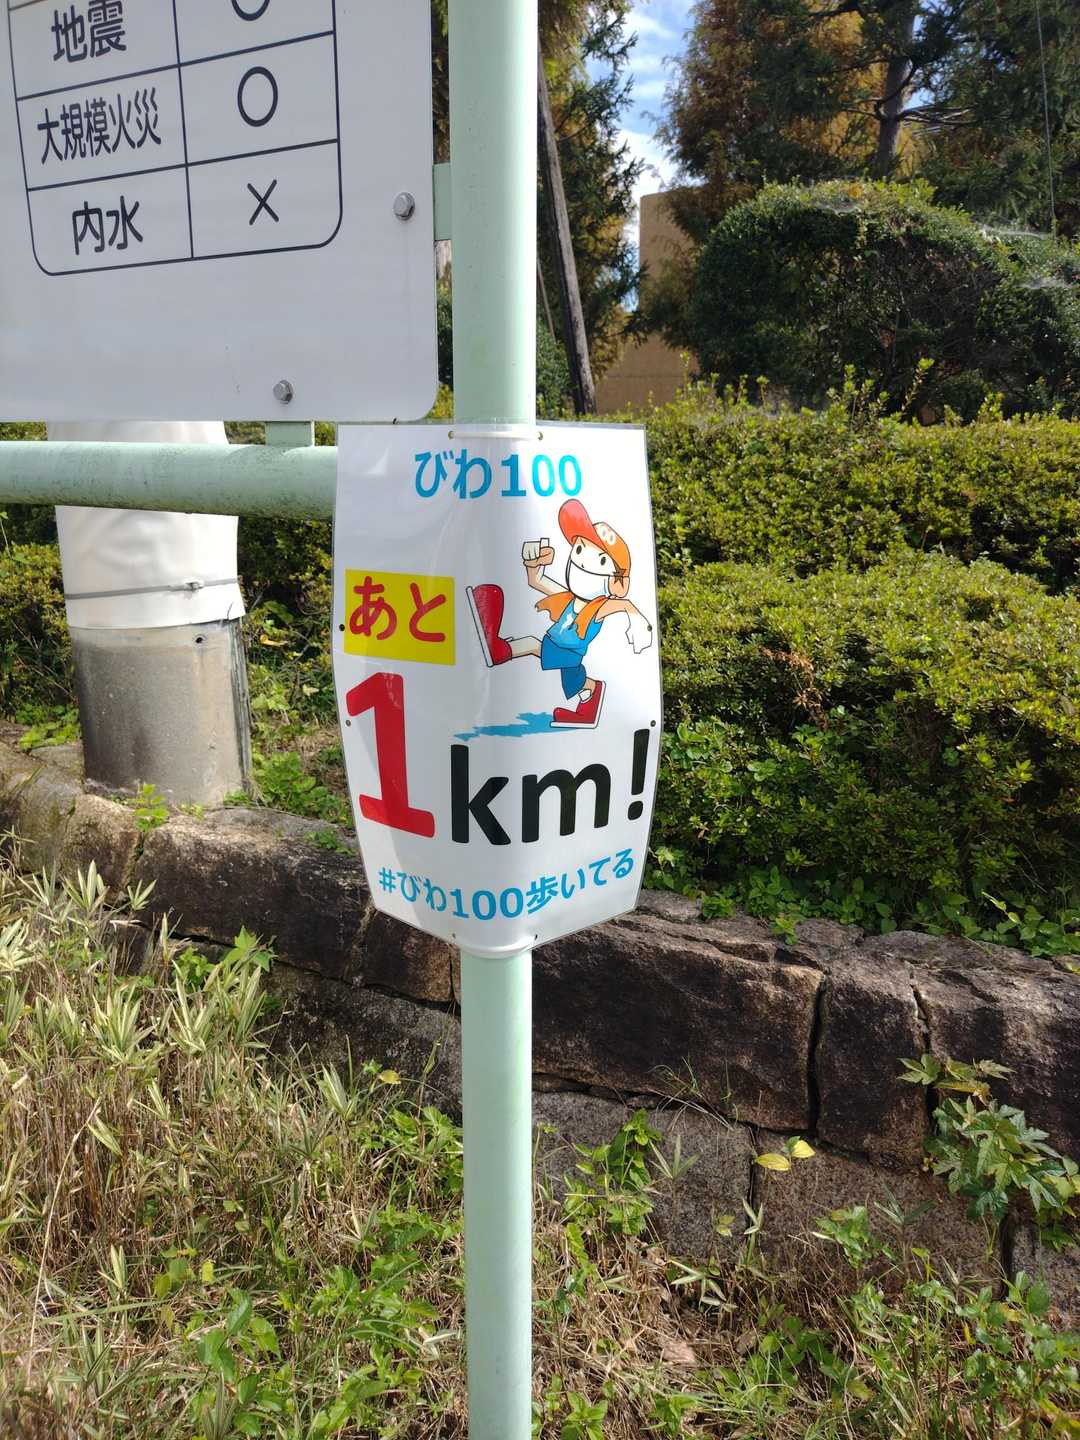 地震 ○
大規模火災 ○
内水 ×
びわ100
あと
1km!
#びわ100歩いてる